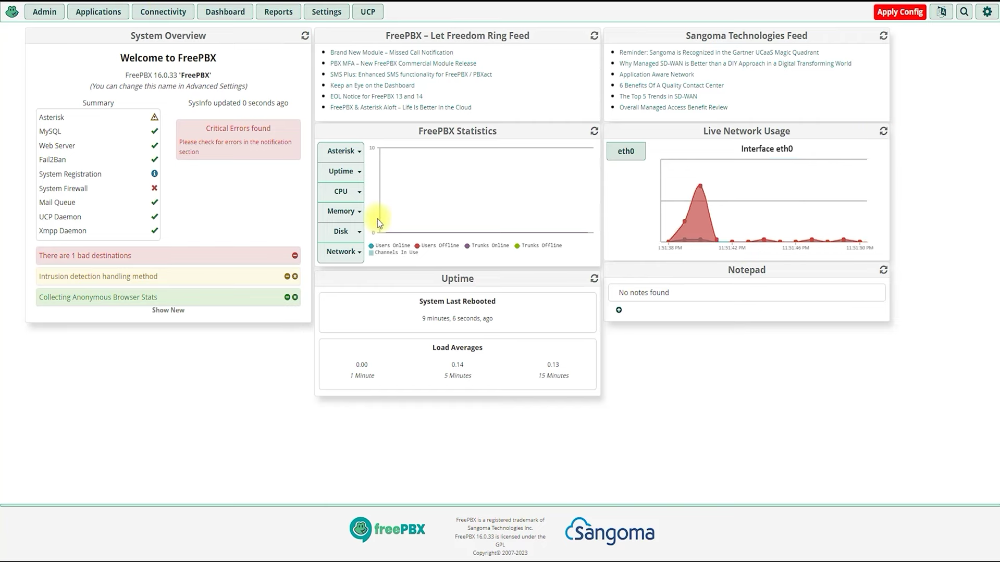 Admin
Applications
Connectivity
Dashboard
Reports
Settings
UCP
Apply Config
System Overview
Welcome to FreePBX
FreePBX 16.0.33 'FreePBX'
(You can change this name in Advanced Settings)
Summary
SysInfo updated 0 seconds ago
Asterisk
MySQL
Web Server
Fail2Ban
System Registration
System Firewall
Mail Queue
UCP Daemon
Xmpp Daemon
Critical Errors found
Please check for errors in the notification
section
There are 1 bad destinations
Intrusion detection handling method
Collecting Anonymous Browser Stats
Show New
FreePBX – Let Freedom Ring Feed
Brand New Module – Missed Call Notification
PBX MFA – New FreePBX Commercial Module Release
SMS Plus: Enhanced SMS functionality for FreePBX / PBXact
Keep an Eye on the Dashboard
EOL Notice for FreePBX 13 and 14
FreePBX & Asterisk Aloft – Life Is Better In the Cloud
FreePBX Statistics
Asterisk
Uptime
CPU
Memory
Disk
Network
10
0
Users Online Users Offline Trunks Online Trunks Offline
Channels In Use
Uptime
System Last Rebooted
9 minutes, 6 seconds, ago
Load Averages
0.00 0.14 0.13
1 Minute 5 Minutes 15 Minutes
Sangoma Technologies Feed
Reminder: Sangoma is Recognized in the Gartner UCaaS Magic Quadrant
Why Managed SD-WAN is Better than a DIY Approach in a Digital Transforming World
Application Aware Network
6 Benefits Of A Quality Contact Center
The Top 5 Trends in SD-WAN
Overall Managed Access Benefit Review
Live Network Usage
eth0
Interface eth0
1:51:38 PM 11:51:42 PM 11:51:46 PM 11:51:50 PM
Notepad
No notes found
freePBX
FreePBX is a registered trademark of
Sangoma Technologies Inc.
FreePBX 16.0.33 is licensed under the
GPL
Copyright© 2007-2023
Sangoma